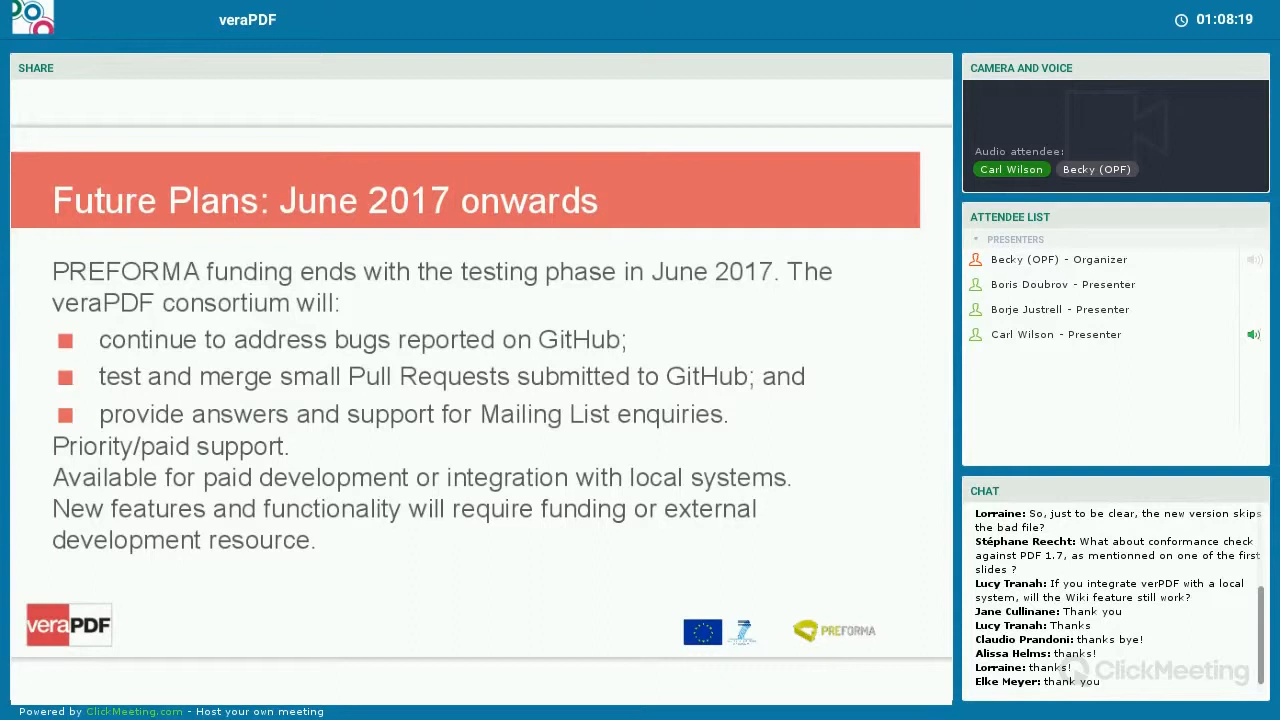 veraPDF
01:08:19
SHARE
Future Plans: June 2017 onwards
PREFORMA funding ends with the testing phase in June 2017. The
veraPDF consortium will:
continue to address bugs reported on GitHub;
test and merge small Pull Requests submitted to GitHub; and
provide answers and support for Mailing List enquiries.
Priority/paid support.
Available for paid development or integration with local systems.
New features and functionality will require funding or external
development resource.
veraPDF
7
PREFORMA
CAMERA AND VOICE
Audio attendee:
Carl Wilson Becky (OPF)
ATTENDEE LIST
PRESENTERS
Becky (OPF) - Organizer
Boris Doubrov - Presenter
Borje Justrell - Presenter
Carl Wilson - Presenter
CHAT
Lorraine: So, just to be clear, the new version skips
the bad file?
Stéphane Reecht: What about conformance check
against PDF 1.7, as mentionned on one of the first
slides ?
Lucy Tranah: If you integrate verPDF with a local
system, will the Wiki feature still work?
Jane Cullinane: Thank you
Lucy Tranah: Thanks
Claudio Prandoni: thanks bye!
Alissa Helms: thanks!
Lorraine: thanks!
Elke Meyer: thank you
ClickMeeting
Powered by ClickMeeting.com - Host your own meeting